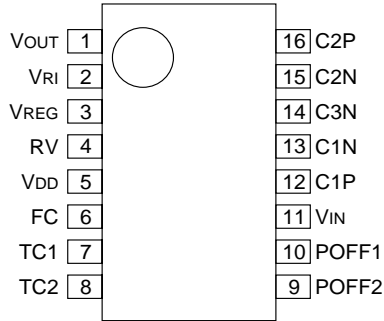 VOUT 1 16 C2P
VRI 2 15 C2N
VREG 3 14 C3N
RV 4 13 C1N
VDD 5 12 C1P
FC 6 11 VIN
TC1 7 10 POFF1
TC2 8 9 POFF2